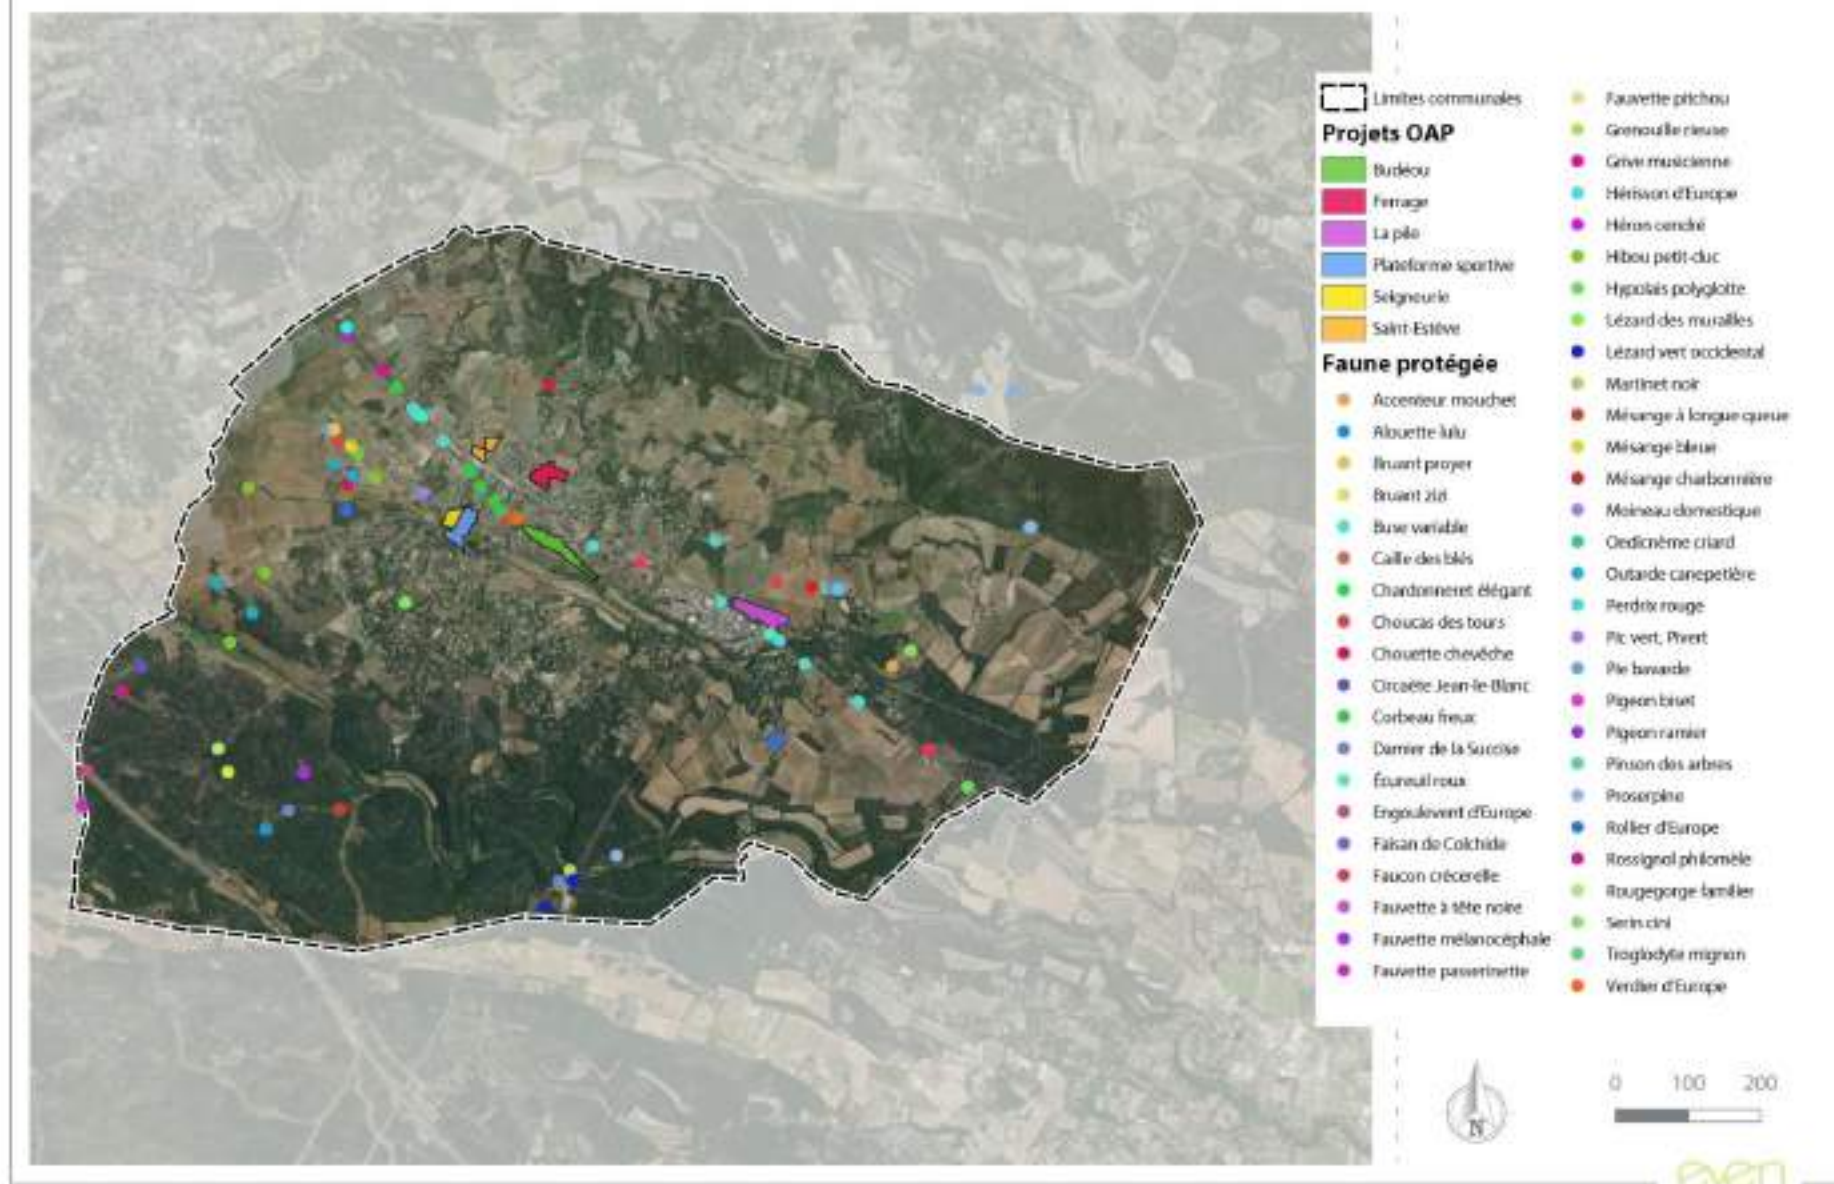 Limites communales
Projets OAP
Budéou
Ferrage
La pile
Plateforme sportive
Seigneurie
Saint-Estève
Faune protégée
Accenteur mouchet
Alouette lulu
Bruant proyer
Bruant zizi
Buse variable
Caille des blés
Chardonneret élégant
Choucas des tours
Chouette chevêche
Circaète Jean-le-Blanc
Corbeau freux
Damier de la Succise
Écureuil roux
Engoulevent d'Europe
Faisan de Colchide
Faucon crécerelle
Fauvette à tête noire
Fauvette mélanocéphale
Fauvette passerinette
Fauvette pitchou
Grenouille rieuse
Grive musicienne
Hérisson d'Europe
Héron cendré
Hibou petit-duc
Hypolaïs polyglotte
Lézard des murailles
Lézard vert occidental
Martinet noir
Mésange à longue queue
Mésange bleue
Mésange charbonnière
Moineau domestique
Oedicnème criard
Outarde canepetière
Perdrix rouge
Pic vert, Pivert
Pie bavarde
Pigeon biset
Pigeon ramier
Pinson des arbres
Proserpine
Rollier d'Europe
Rossignol philomèle
Rougegorge familier
Serin cini
Troglodyte mignon
Verdier d'Europe
N
0 100 200
even